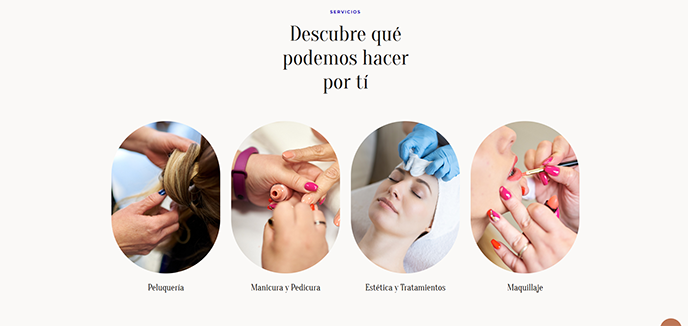 SERVICIOS
Descubre qué
podemos hacer
por tí
Peluquería
Manicura y Pedicura
Estética y Tratamientos
Maquillaje